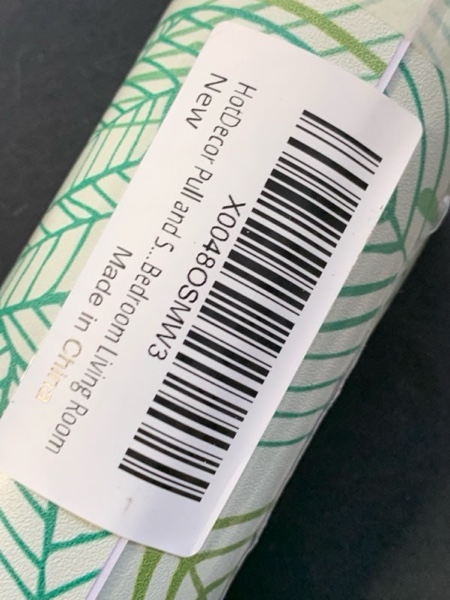 X0048OSMW3
HotDecor Pull and S...Bedroom Living Room
New
Made in China